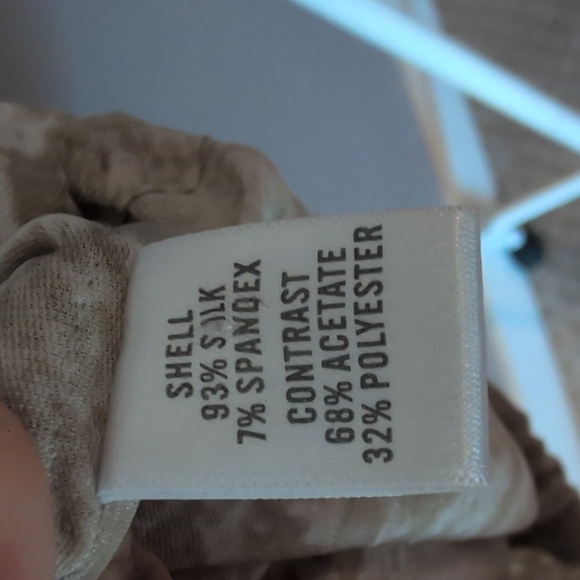 SHELL
93% SILK
7% SPANDEX
CONTRAST
68% ACETATE
32% POLYESTER